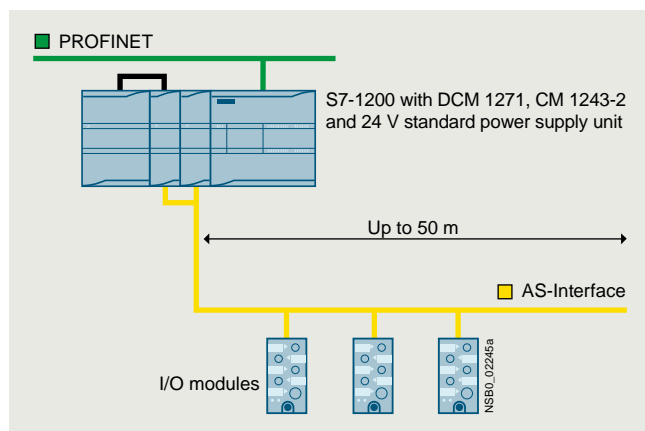 PROFINET
S7-1200 with DCM 1271, CM 1243-2
and 24 V standard power supply unit
Up to 50 m
AS-Interface
I/O modules
NSB0_02245a